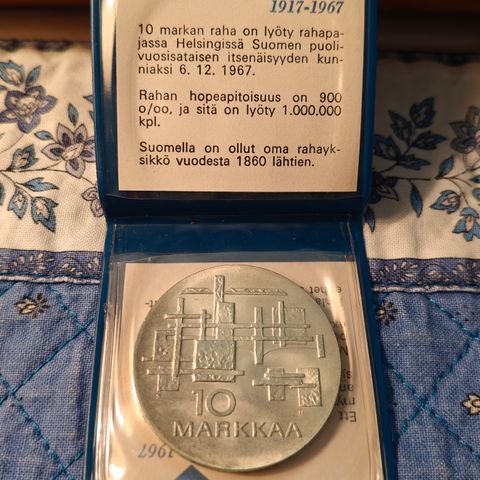 1917-1967
10 markan raha on lyöty rahapa-
jassa Helsingissä Suomen puoli-
vuosisataisen itsenäisyyden kun-
niaksi 6. 12. 1967.
Rahan hopeapitoisuus on 900
o/oo, ja sitä on lyöty 1.000.000
kpl.
Suomella on ollut oma rahayk-
sikkö vuodesta 1860 lähtien.
10
MARKKAA
Ett
1967